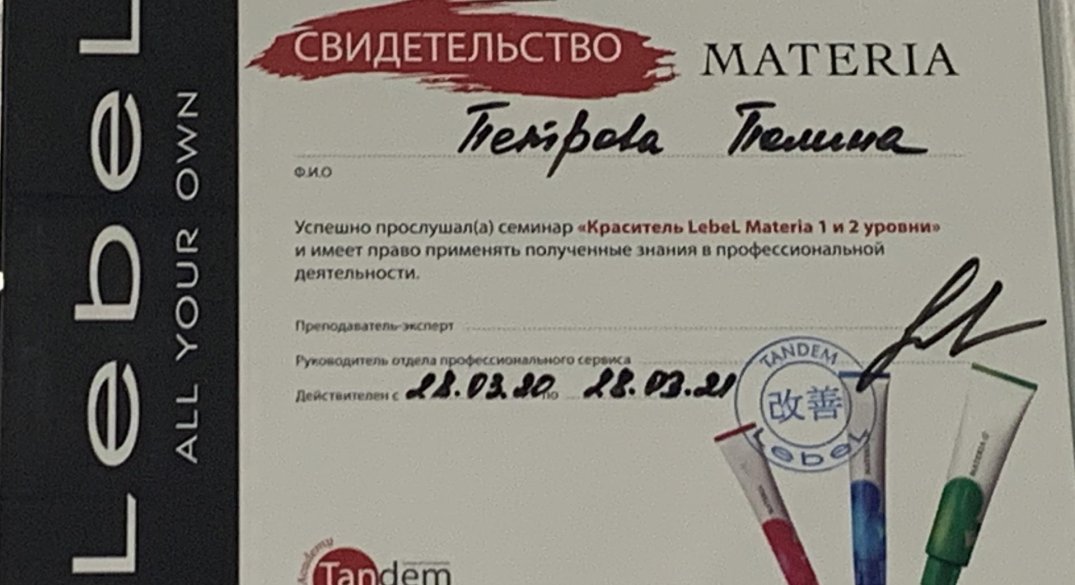 LebeL
ALL YOUR OWN
СВИДЕТЕЛЬСТВО
MATERIA
Петрова Полина
Ф.И.О
Успешно прослушал(а) семинар «Краситель LebeL Materia 1 и 2 уровни»
и имеет право применять полученные знания в профессиональной
деятельности.
Преподаватель-эксперт
Руководитель отдела профессионального сервиса
Действителен с 28.03.20 по 28.03.21
TANDEM
改善
LebeL
Academy
Tandem